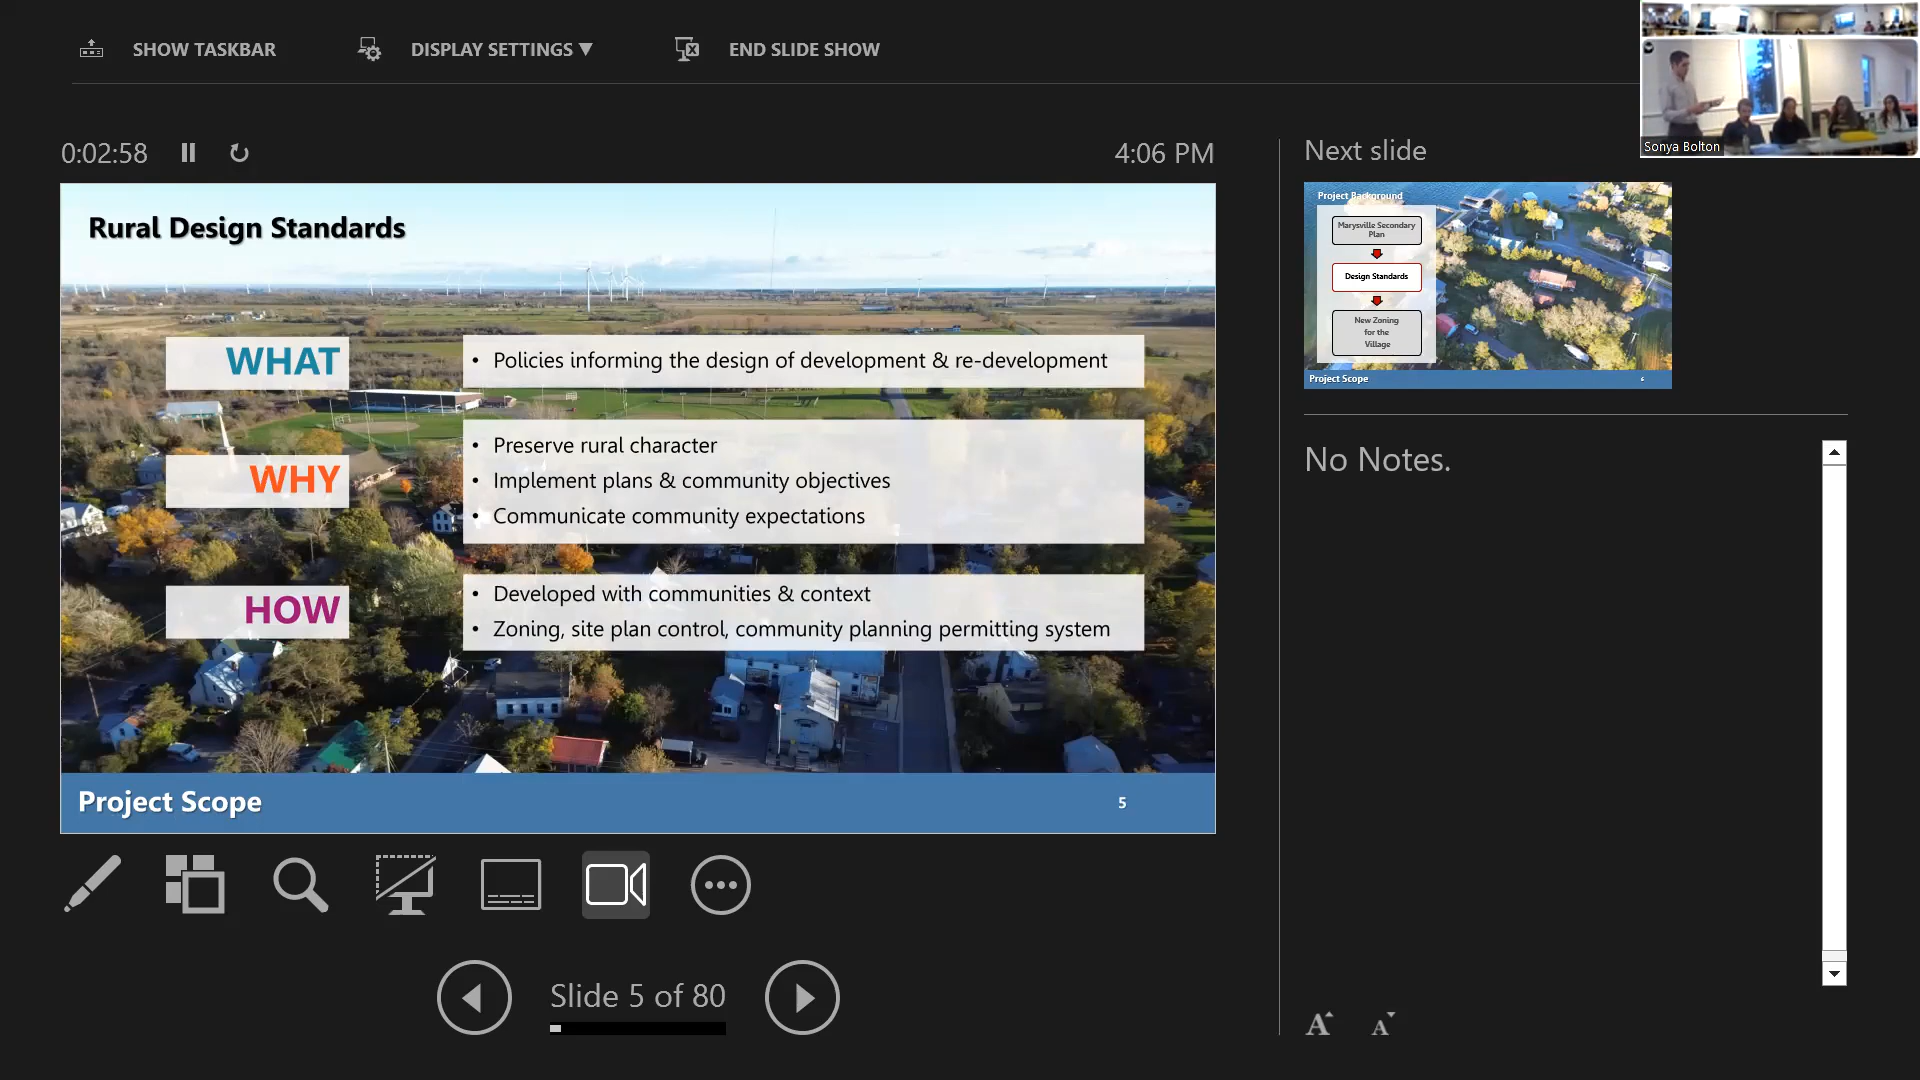 SHOW TASKBAR
DISPLAY SETTINGS ▼
END SLIDE SHOW
Sonya Bolton
0:02:58
4:06 PM
Next slide
Rural Design Standards
WHAT
• Policies informing the design of development & re-development
WHY
• Preserve rural character
• Implement plans & community objectives
• Communicate community expectations
HOW
• Developed with communities & context
• Zoning, site plan control, community planning permitting system
Project Scope
5
Project Background
Marysville Secondary
Plan
Design Standards
New Zoning
for the
Village
Project Scope
6
No Notes.
Slide 5 of 80
A
A